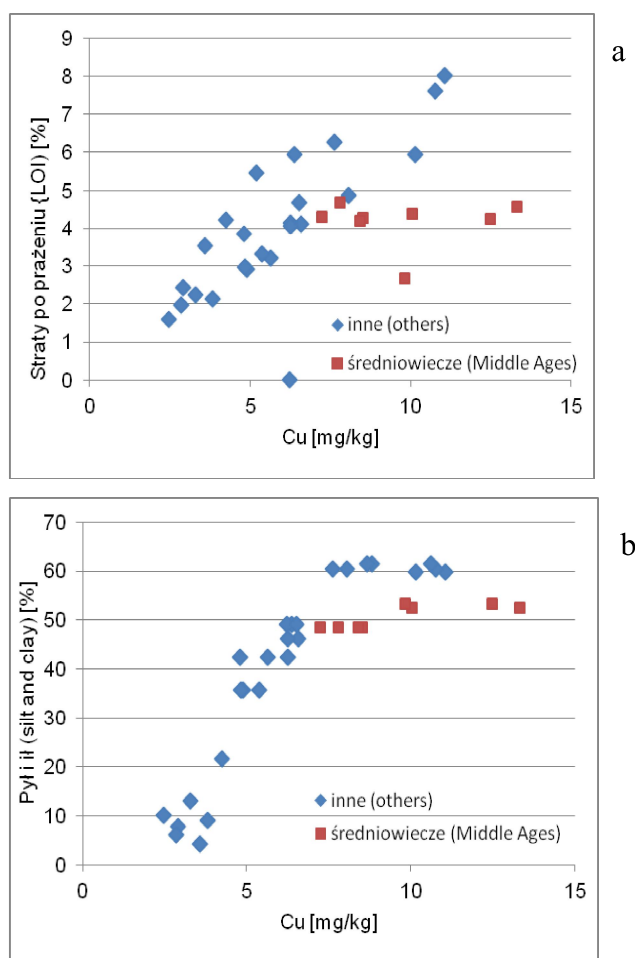 a
9
8
7
6
5
4
3
2
1
0
Straty po prażeniu {LOI) [%]
inne (others)
średniowiecze (Middle Ages)
0 5 10 15
Cu [mg/kg]
b
70
60
50
40
30
20
10
0
Pył i ił (silt and clay) [%]
inne (others)
średniowiecze (Middle Ages)
0 5 10 15
Cu [mg/kg]